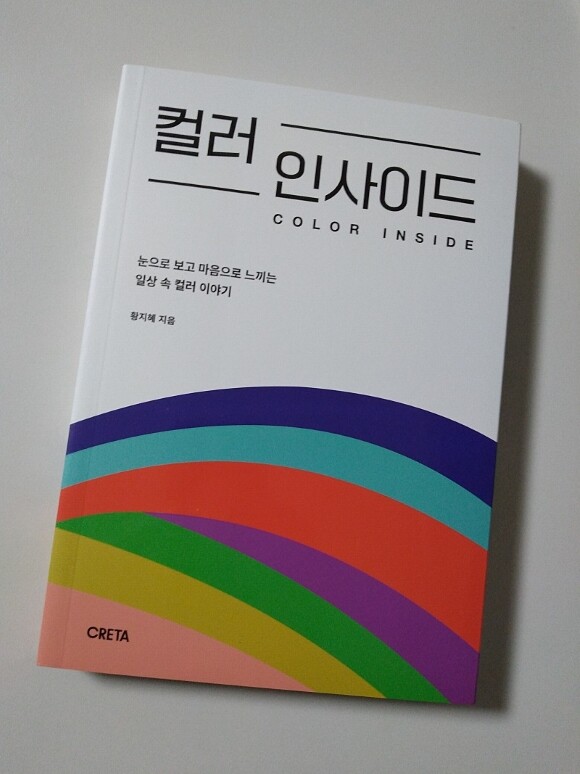 컬러
인사이드
COLOR INSIDE
눈으로 보고 마음으로 느끼는
일상 속 컬러 이야기
황지혜 지음
CRETA